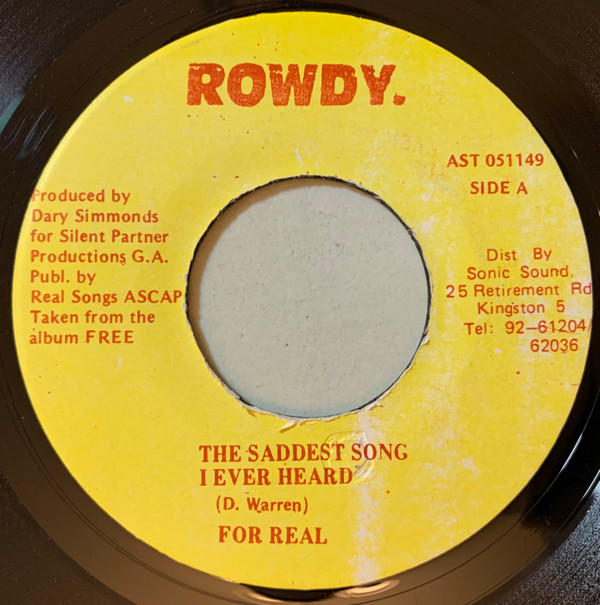 ROWDY.
AST 051149
SIDE A
Produced by
Dary Simmonds
for Silent Partner
Productions G.A.
Publ. by
Real Songs ASCAP
Taken from the
album FREE
Dist By
Sonic Sound,
25 Retirement Rd
Kingston 5
Tel: 92-61204/
62036
THE SADDEST SONG
I EVER HEARD
(D. Warren)
FOR REAL